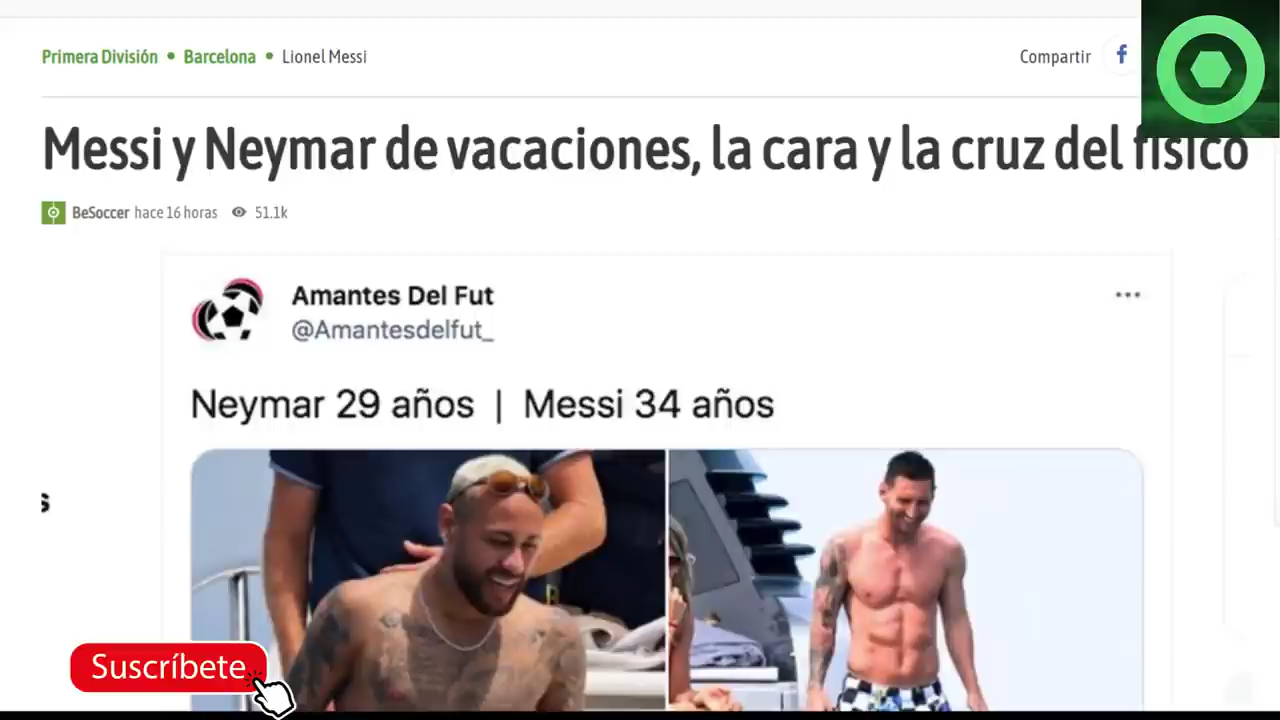 Primera División • Barcelona • Lionel Messi
Compartir
Messi y Neymar de vacaciones, la cara y la cruz del físico
BeSoccer hace 16 horas 51.1k
Amantes Del Fut
@Amantesdelfut_
Neymar 29 años | Messi 34 años
s
Suscríbete